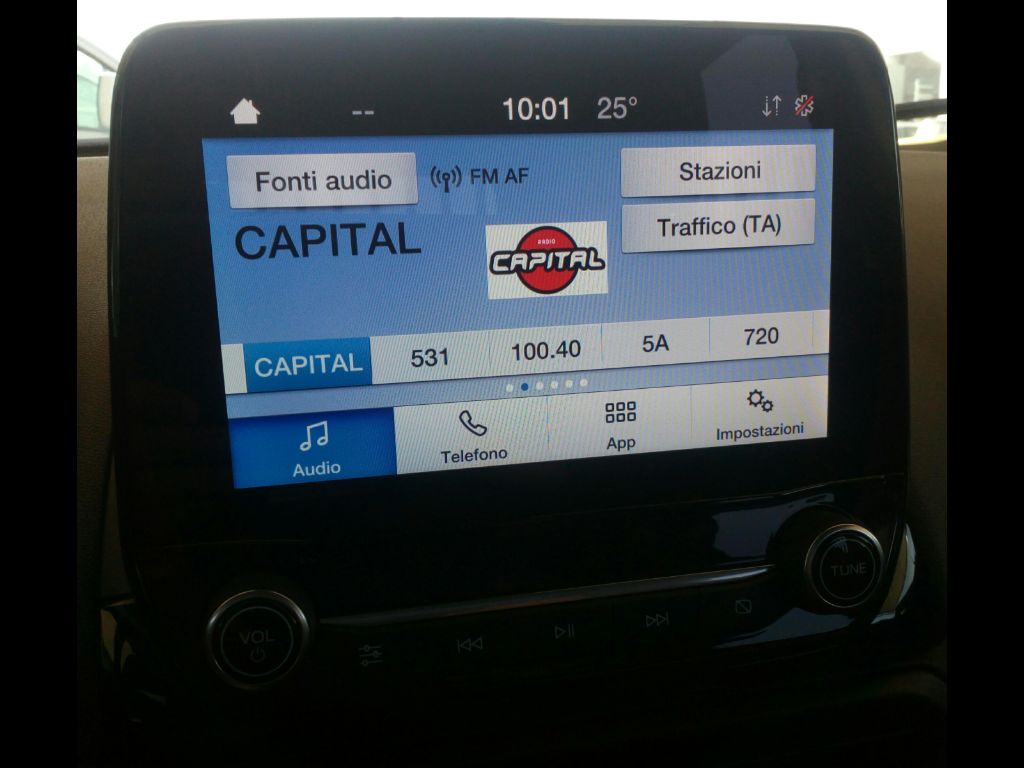 -- 10:01 25°
Fonti audio FM AF Stazioni
CAPITAL RADIO CAPITAL Traffico (TA)
CAPITAL 531 100.40 5A 720
Audio Telefono App Impostazioni
VOL TUNE